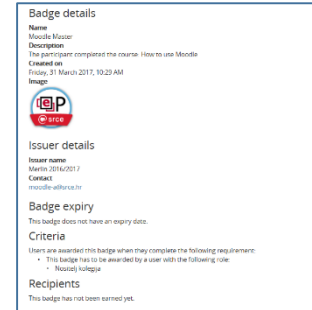 Badge details
Name
Moodle Master
Description
The participant completed the course: How to use Moodle
Created on
Friday, 31 March 2017, 10:29 AM
Image
eP
srce
Issuer details
Issuer name
Merlin 2016/2017
Contact
moodle-a@srce.hr
Badge expiry
This badge does not have an expiry date.
Criteria
Users are awarded this badge when they complete the following requirement:
• This badge has to be awarded by a user with the following role:
• Nositelj kolegija
Recipients
This badge has not been earned yet.